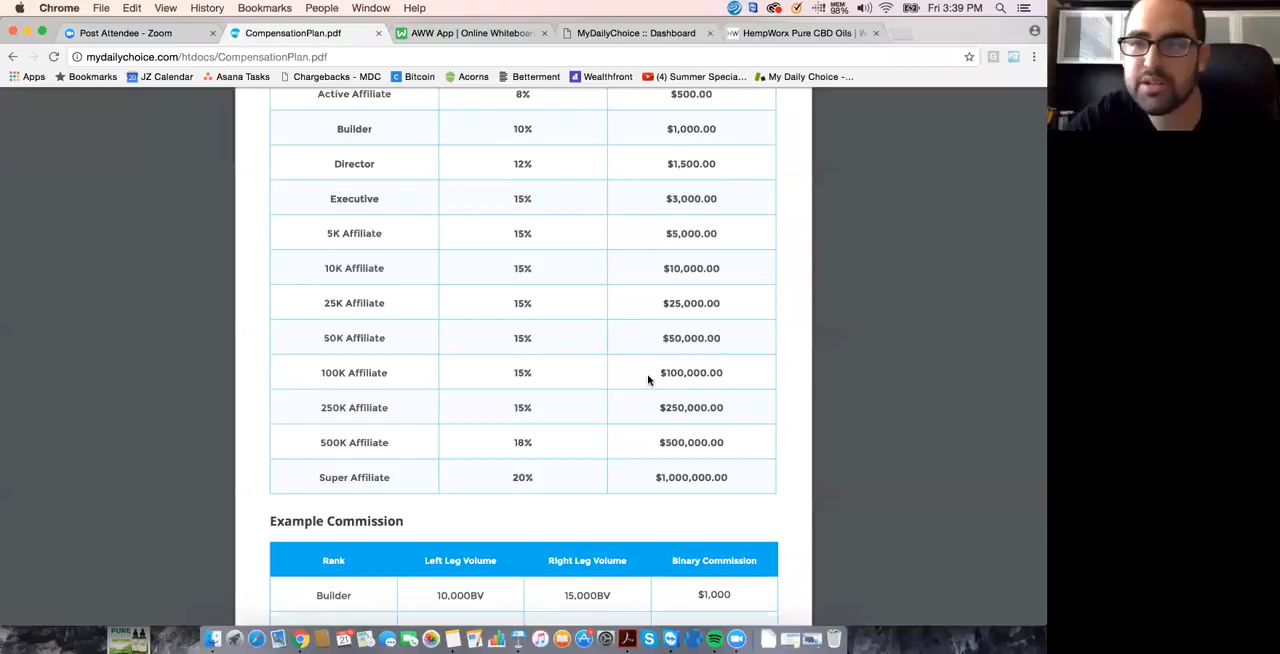 Chrome File Edit View History Bookmarks People Window Help MEM 98% Fri 3:39 PM
Post Attendee - Zoom CompensationPlan.pdf AWW App | Online Whiteboa MyDailyChoice :: Dashboard HempWorx Pure CBD Oils | W
mydailychoice.com/htdocs/CompensationPlan.pdf
Apps Bookmarks JZ Calendar Asana Tasks Chargebacks - MDC Bitcoin Acorns Betterment Wealthfront (4) Summer Specia... My Daily Choice -...
Active Affiliate 8% $500.00
Builder 10% $1,000.00
Director 12% $1,500.00
Executive 15% $3,000.00
5K Affiliate 15% $5,000.00
10K Affiliate 15% $10,000.00
25K Affiliate 15% $25,000.00
50K Affiliate 15% $50,000.00
100K Affiliate 15% $100,000.00
250K Affiliate 15% $250,000.00
500K Affiliate 18% $500,000.00
Super Affiliate 20% $1,000,000.00
Example Commission
Rank Left Leg Volume Right Leg Volume Binary Commission
Builder 10,000BV 15,000BV $1,000
PURE